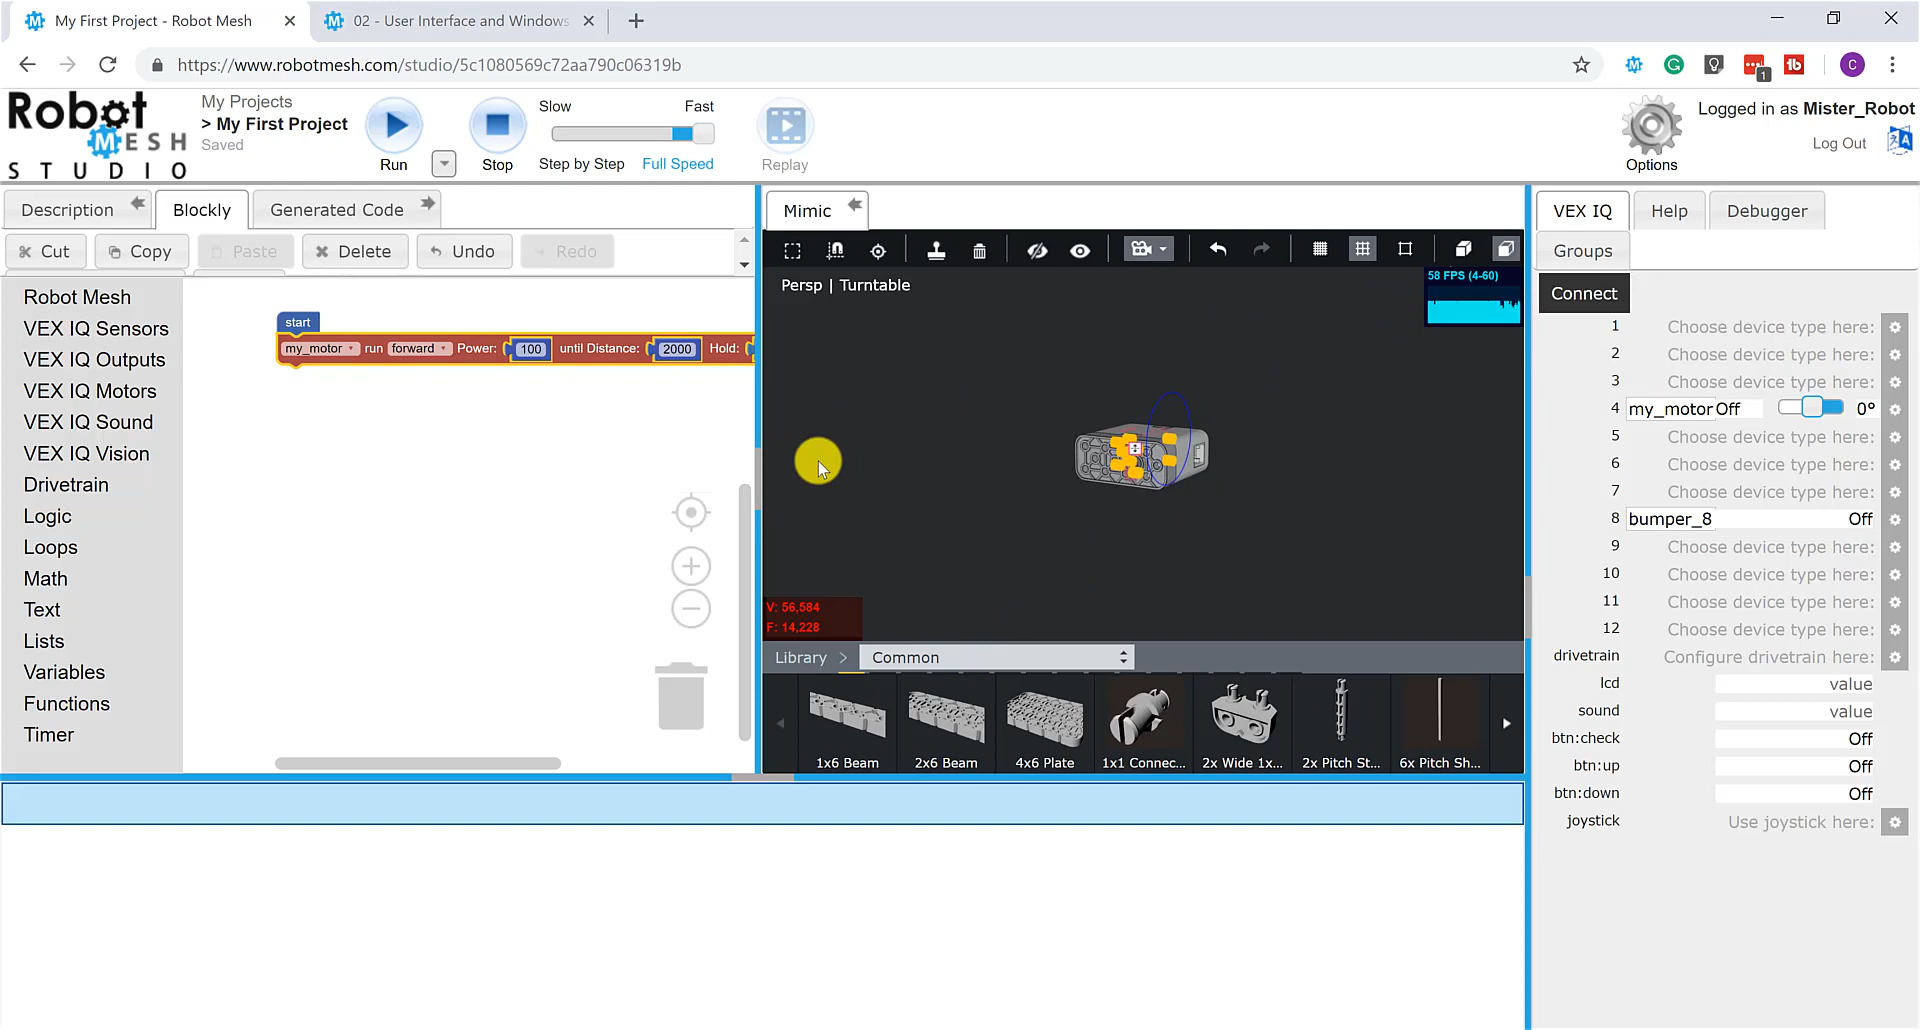 My First Project - Robot Mesh
02 - User Interface and Windows
https://www.robotmesh.com/studio/5c1080569c72aa790c06319b
1
C
Robot
MESH
STUDIO
My Projects
> My First Project
Saved
Run
Stop
Slow Fast
Step by Step Full Speed
Replay
Options
Logged in as Mister_Robot
Log Out
Description
Blockly
Generated Code
Cut
Copy
Paste
Delete
Undo
Redo
Robot Mesh
VEX IQ Sensors
VEX IQ Outputs
VEX IQ Motors
VEX IQ Sound
VEX IQ Vision
Drivetrain
Logic
Loops
Math
Text
Lists
Variables
Functions
Timer
start
my_motor run forward Power: 100 until Distance: 2000 Hold:
Mimic
Persp | Turntable
58 FPS (4-60)
V: 56,584
F: 14,228
Library > Common
1x6 Beam
2x6 Beam
4x6 Plate
1x1 Connec...
2x Wide 1x...
2x Pitch St...
6x Pitch Sh...
VEX IQ
Help
Debugger
Groups
Connect
1 Choose device type here:
2 Choose device type here:
3 Choose device type here:
4 my_motor Off 0°
5 Choose device type here:
6 Choose device type here:
7 Choose device type here:
8 bumper_8 Off
9 Choose device type here:
10 Choose device type here:
11 Choose device type here:
12 Choose device type here:
drivetrain Configure drivetrain here:
lcd value
sound value
btn:check Off
btn:up Off
btn:down Off
joystick Use joystick here: